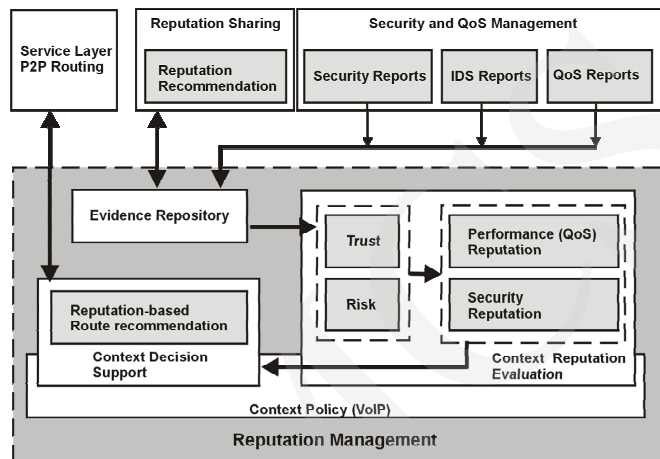 Service Layer
P2P Routing
Reputation Sharing
Reputation
Recommendation
Security and QoS Management
Security Reports
IDS Reports
QoS Reports
Evidence Repository
Trust
Risk
Performance (QoS)
Reputation
Security
Reputation
Reputation-based
Route recommendation
Context Decision
Support
Context Reputation
Evaluation
Context Policy (VoIP)
Reputation Management